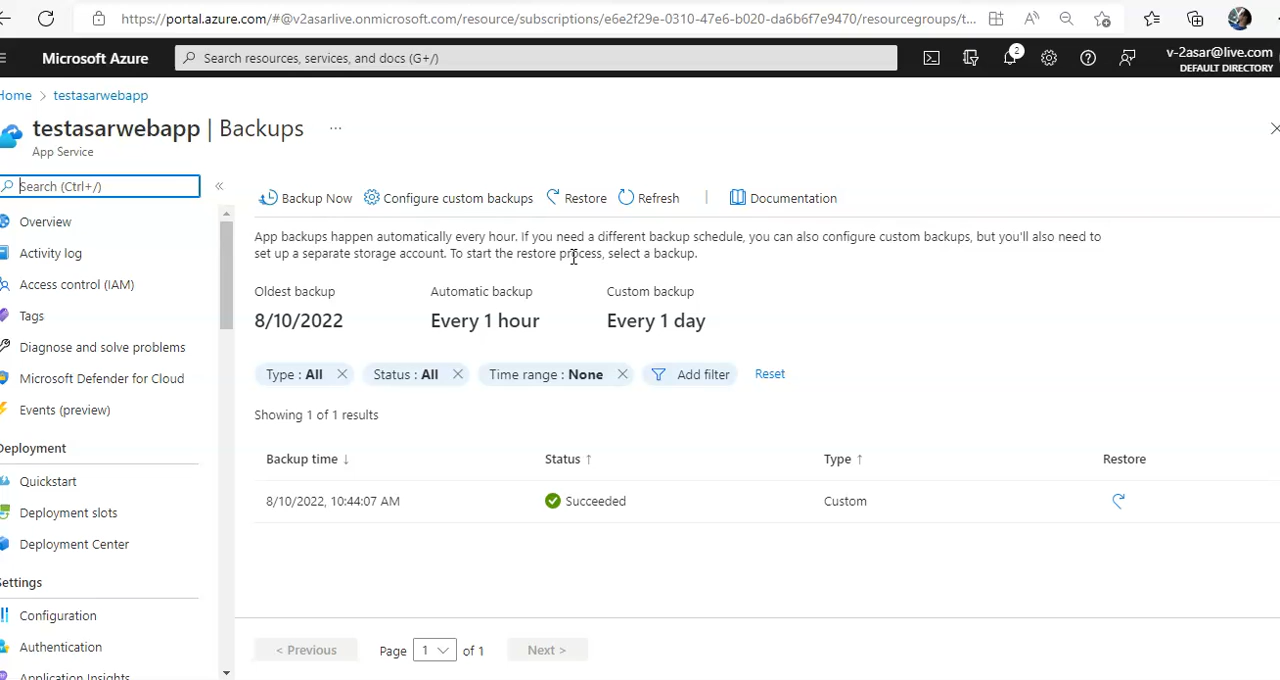 https://portal.azure.com/#@v2asarlive.onmicrosoft.com/resource/subscriptions/e6e2f29e-0310-47e6-b020-da6b6f7e9470/resourcegroups/t...
Microsoft Azure
Search resources, services, and docs (G+/)
2
v-2asar@live.com
DEFAULT DIRECTORY
Home > testasarwebapp
testasarwebapp | Backups ...
App Service
Search (Ctrl+/)
«
Backup Now
Configure custom backups
Restore
Refresh
Documentation
App backups happen automatically every hour. If you need a different backup schedule, you can also configure custom backups, but you'll also need to
set up a separate storage account. To start the restore process, select a backup.
Oldest backup
Automatic backup
Custom backup
8/10/2022
Every 1 hour
Every 1 day
Type : All
Status : All
Time range : None
Add filter
Reset
Showing 1 of 1 results
Backup time ↓
Status ↑
Type ↑
Restore
8/10/2022, 10:44:07 AM
Succeeded
Custom
< Previous
Page 1 of 1
Next >
Overview
Activity log
Access control (IAM)
Tags
Diagnose and solve problems
Microsoft Defender for Cloud
Events (preview)
Deployment
Quickstart
Deployment slots
Deployment Center
Settings
Configuration
Authentication
Application Insights